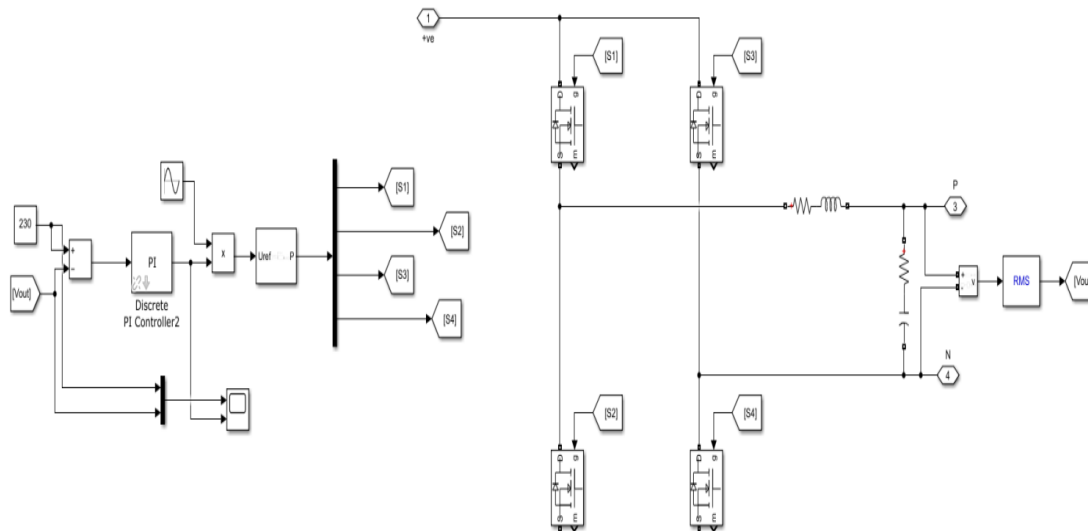 1
+ve
[S1]
[S3]
D
g
S
m
D
g
S
m
[S1]
P
230
+
−
PI
x
Uref
P
[S2]
3
[Vout]
Discrete
PI Controller2
[S3]
+
-
v
RMS
[Vou
[S4]
N
4
[S2]
[S4]
D
g
S
m
D
g
S
m